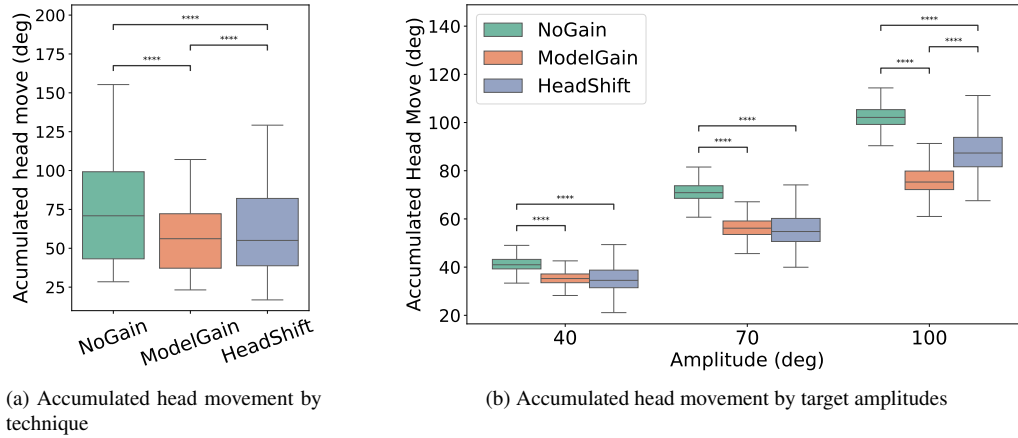 Acumulated head move (deg)
200
175
150
125
100
75
50
25
****
****
****
NoGain
ModelGain
HeadShift
(a) Accumulated head movement by
technique
Accumulated Head Move (deg)
140
120
100
80
60
40
20
NoGain
ModelGain
HeadShift
****
****
****
****
****
****
****
40
70
100
Amplitude (deg)
(b) Accumulated head movement by target amplitudes